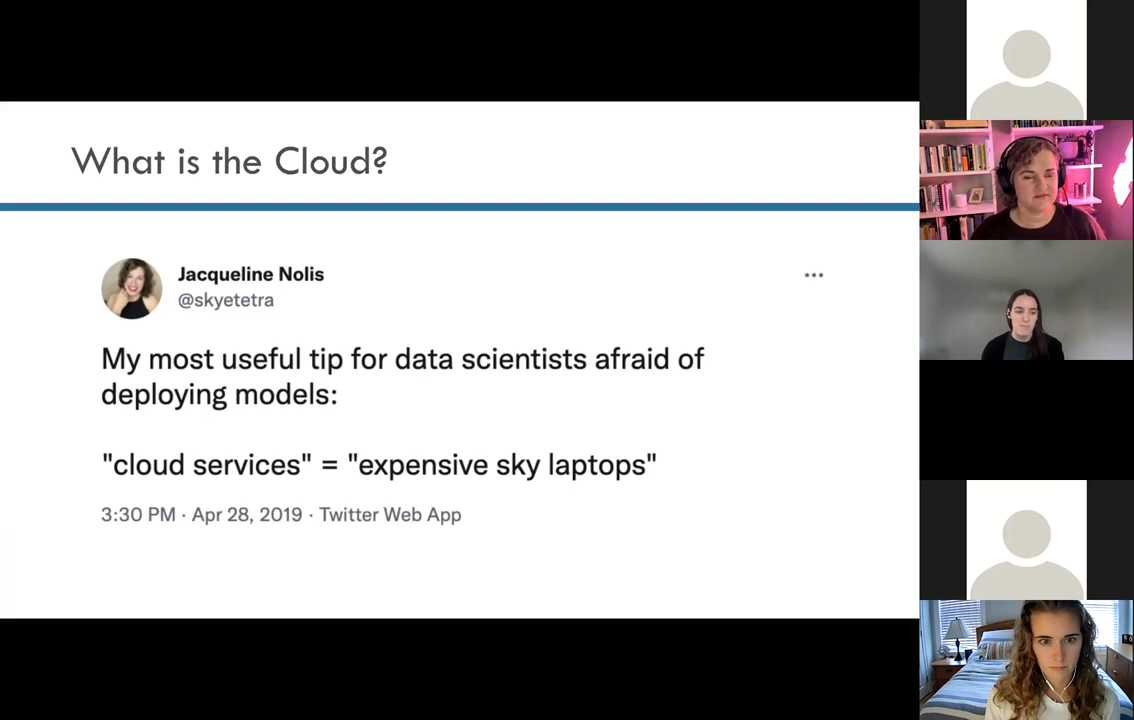 What is the Cloud?
Jacqueline Nolis
@skyetetra
My most useful tip for data scientists afraid of
deploying models:
"cloud services" = "expensive sky laptops"
3:30 PM · Apr 28, 2019 · Twitter Web App